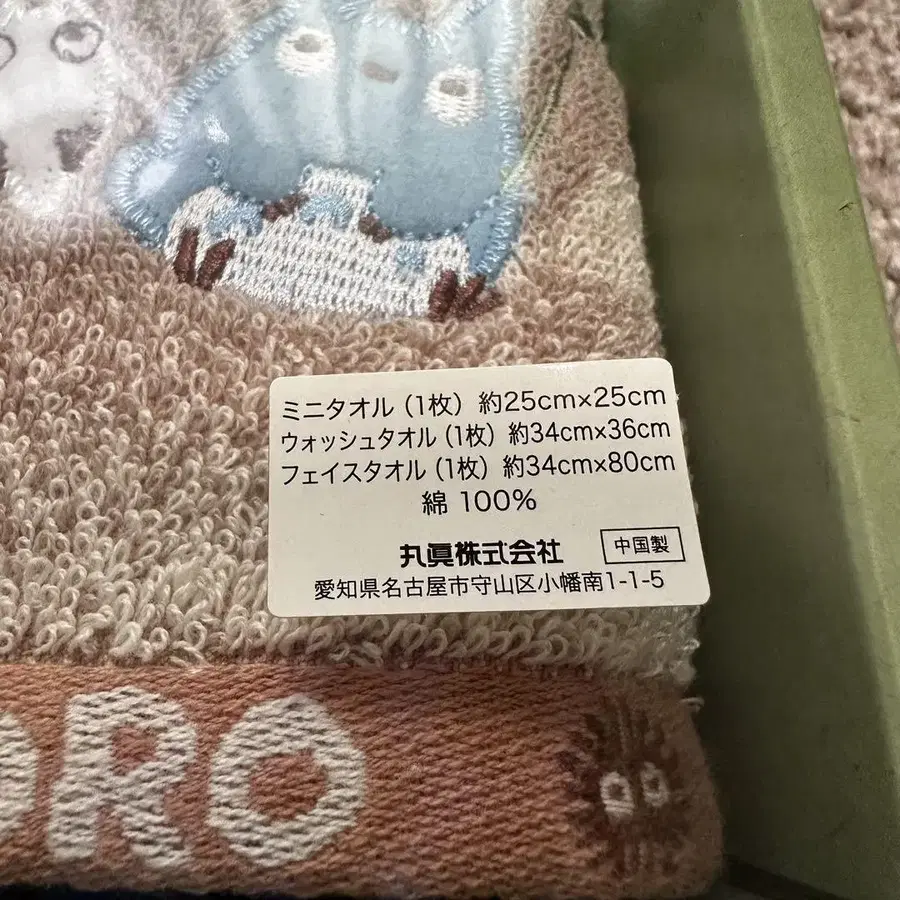 ミニタオル（1枚）約25cm×25cm
ウォッシュタオル（1枚）約34cm×36cm
フェイスタオル（1枚）約34cm×80cm
綿 100%
丸眞株式会社 中国製
愛知県名古屋市守山区小幡南1-1-5
ORO